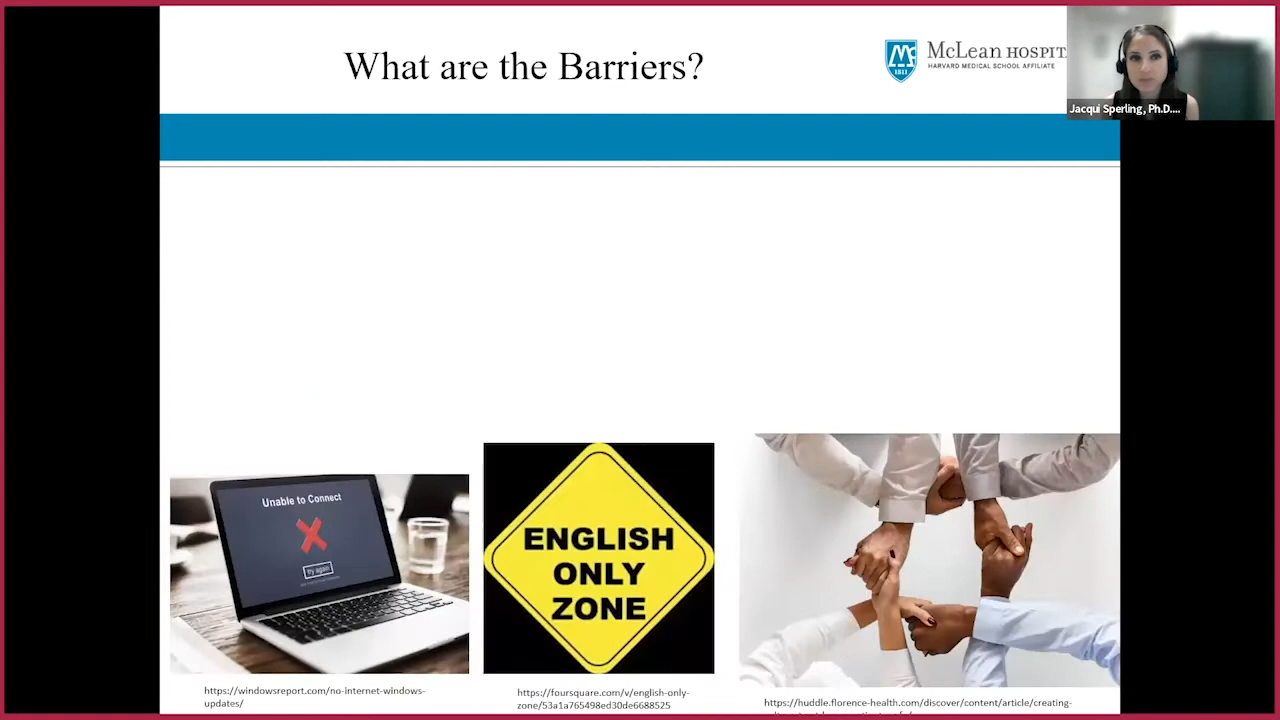 What are the Barriers?
McLean HOSPIT
HARVARD MEDICAL SCHOOL AFFILIATE
1811
Jacqui Sperling, Ph.D....
Unable to Connect
try again
ENGLISH
ONLY
ZONE
https://windowsreport.com/no-internet-windows-
updates/
https://foursquare.com/v/english-only-
zone/53a1a765498ed30de6688525
https://huddle.florence-health.com/discover/content/article/creating-